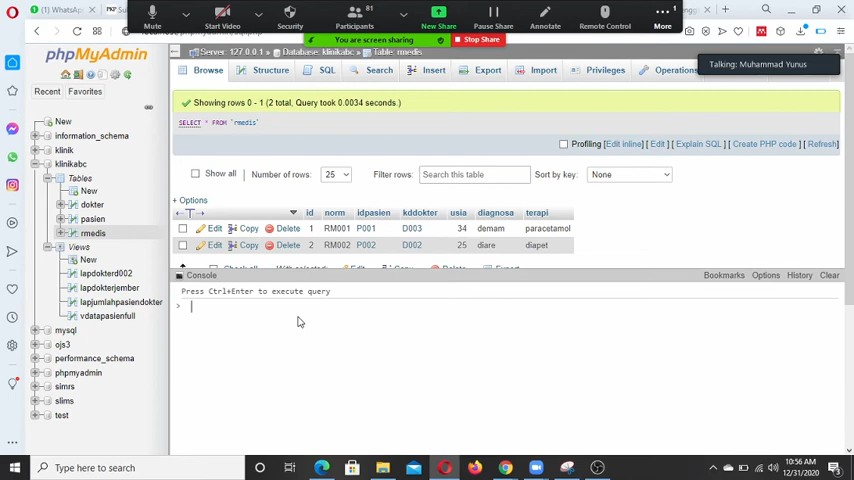 (1) WhatsApp
Mute
Start Video
Security
Participants
81
New Share
Pause Share
Annotate
Remote Control
More
You are screen sharing
Stop Share
Talking: Muhammad Yunus
phpMyAdmin
Recent
Favorites
New
information_schema
klinik
klinikabc
Tables
New
dokter
pasien
rmedis
Views
New
lapdokterd002
lapdokterjember
lapjumlahpasiendokter
vdatapasienfull
mysql
ojs3
performance_schema
phpmyadmin
simrs
slims
test
Server: 127.0.0.1 » Database: klinikabc » Table: rmedis
Browse
Structure
SQL
Search
Insert
Export
Import
Privileges
Operations
Showing rows 0 - 1 (2 total, Query took 0.0034 seconds.)
SELECT * FROM `rmedis`
Profiling [Edit inline] [ Edit ] [ Explain SQL ] [ Create PHP code ] [ Refresh]
Show all
Number of rows: 25
Filter rows: Search this table
Sort by key: None
+ Options
id norm idpasien kddokter usia diagnosa terapi
Edit Copy Delete 1 RM001 P001 D003 34 demam paracetamol
Edit Copy Delete 2 RM002 P002 D002 25 diare diapet
Console
Bookmarks Options History Clear
Press Ctrl+Enter to execute query
>
Type here to search
10:56 AM
12/31/2020